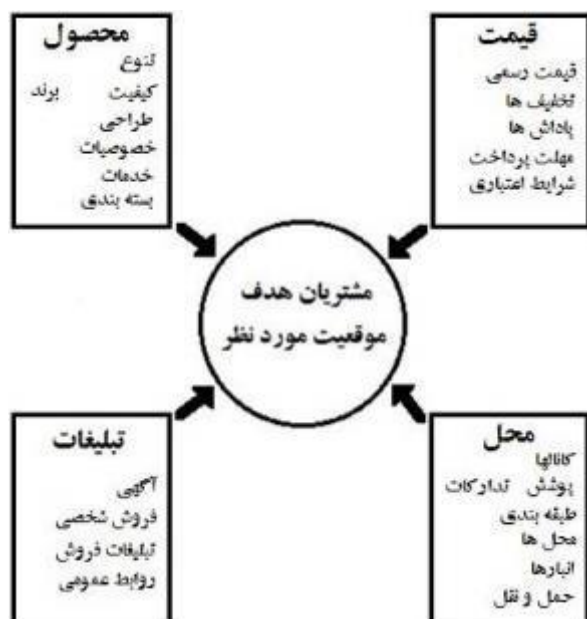 محصول
تنوع
کیفیت برند
طراحی
خصوصیات
خدمات
بسته بندی
قیمت
قیمت رسمی
تخفیف ها
پاداش ها
مهلت پرداخت
شرایط اعتباری
مشتریان هدف
موقعیت مورد نظر
تبلیغات
آگهی
فروش شخصی
تبلیغات فروش
روابط عمومی
محل
کانالها
پوشش تدارکات
طبقه بندی
محل ها
انبارها
حمل و نقل